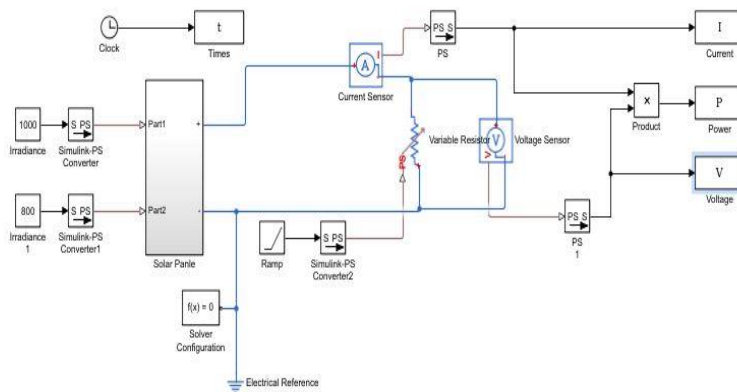 Clock
t
Times
PS S
PS
I
Current
A
I
Current Sensor
1000
Irradiance
S PS
Simulink-PS
Converter
Part1
+
×
Product
P
Power
PS
Variable Resistor
V
V
Voltage Sensor
800
Irradiance
1
S PS
Simulink-PS
Converter1
Part2
-
Solar Panle
Ramp
S PS
Simulink-PS
Converter2
PS S
PS
1
V
Voltage
f(x) = 0
Solver
Configuration
Electrical Reference